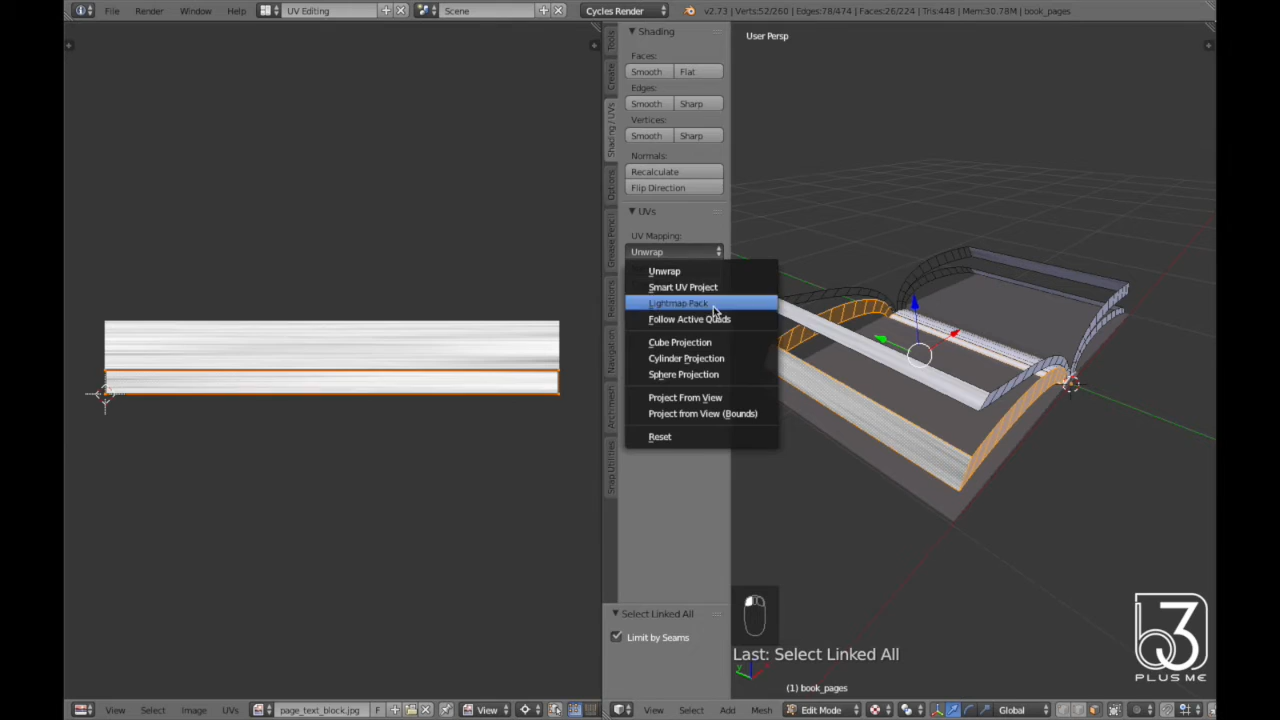 File Render Window Help UV Editing Scene Cycles Render v2.73 | Verts:52/260 | Edges:78/474 | Faces:26/224 | Tris:448 | Mem:30.78M | book_pages
User Persp
Tools
Create
Shading / UVs
Options
Grease Pencil
Relations
Navigation
Archimesh
Snap Utilities
Shading
Faces:
Smooth Flat
Edges:
Smooth Sharp
Vertices:
Smooth Sharp
Normals:
Recalculate
Flip Direction
UVs
UV Mapping:
Unwrap
Unwrap
Smart UV Project
Lightmap Pack
Follow Active Quads
Cube Projection
Cylinder Projection
Sphere Projection
Project From View
Project from View (Bounds)
Reset
Select Linked All
Limit by Seams
Last: Select Linked All
y
(1) book_pages
b3
PLUS ME
View Select Image UVs page_text_block.jpg F View
View Select Add Mesh Edit Mode Global